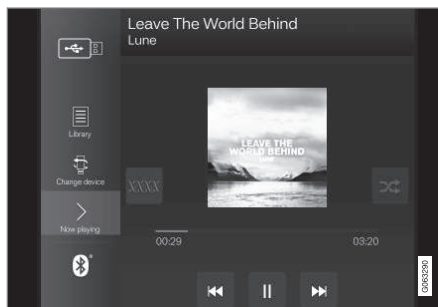 Leave The World Behind
Lune
Library
Change device
Now playing
LEAVE THE
WORLD BEHIND
LUNE
XXXX
00:29
03:20
G063290